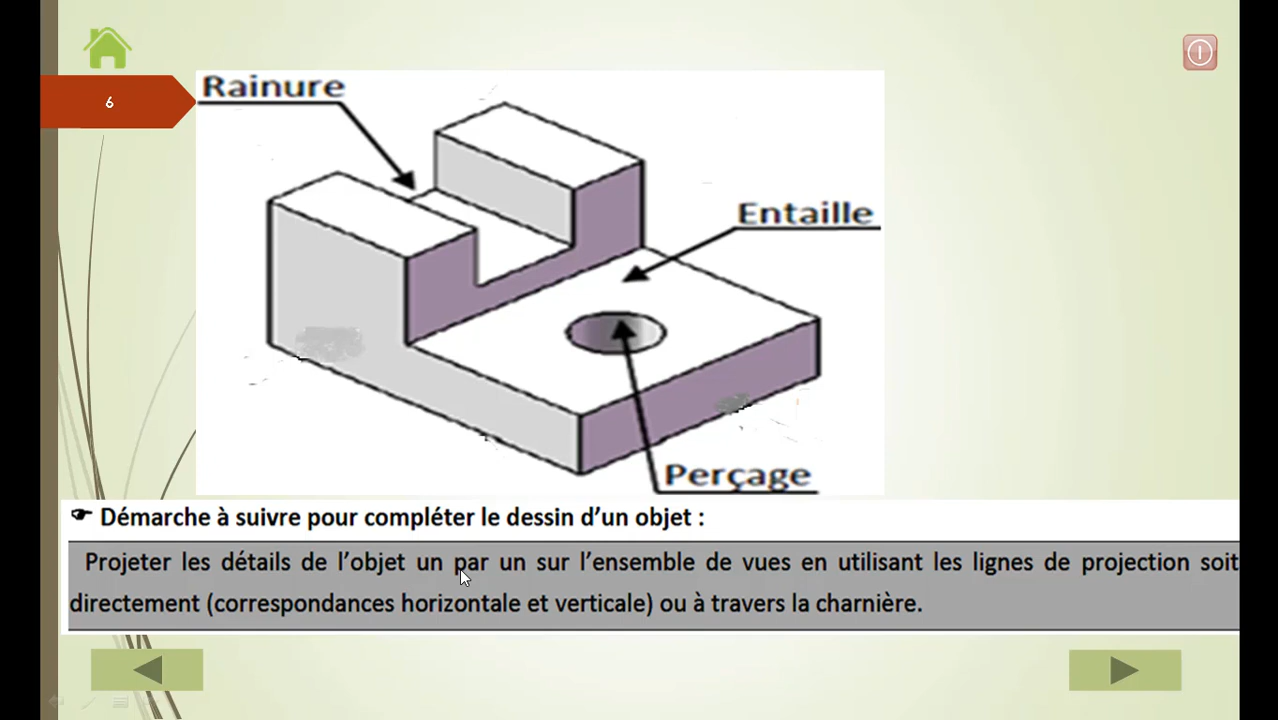 6
Rainure
Entaille
Perçage
☛ Démarche à suivre pour compléter le dessin d'un objet :
Projeter les détails de l'objet un par un sur l'ensemble de vues en utilisant les lignes de projection soit
directement (correspondances horizontale et verticale) ou à travers la charnière.